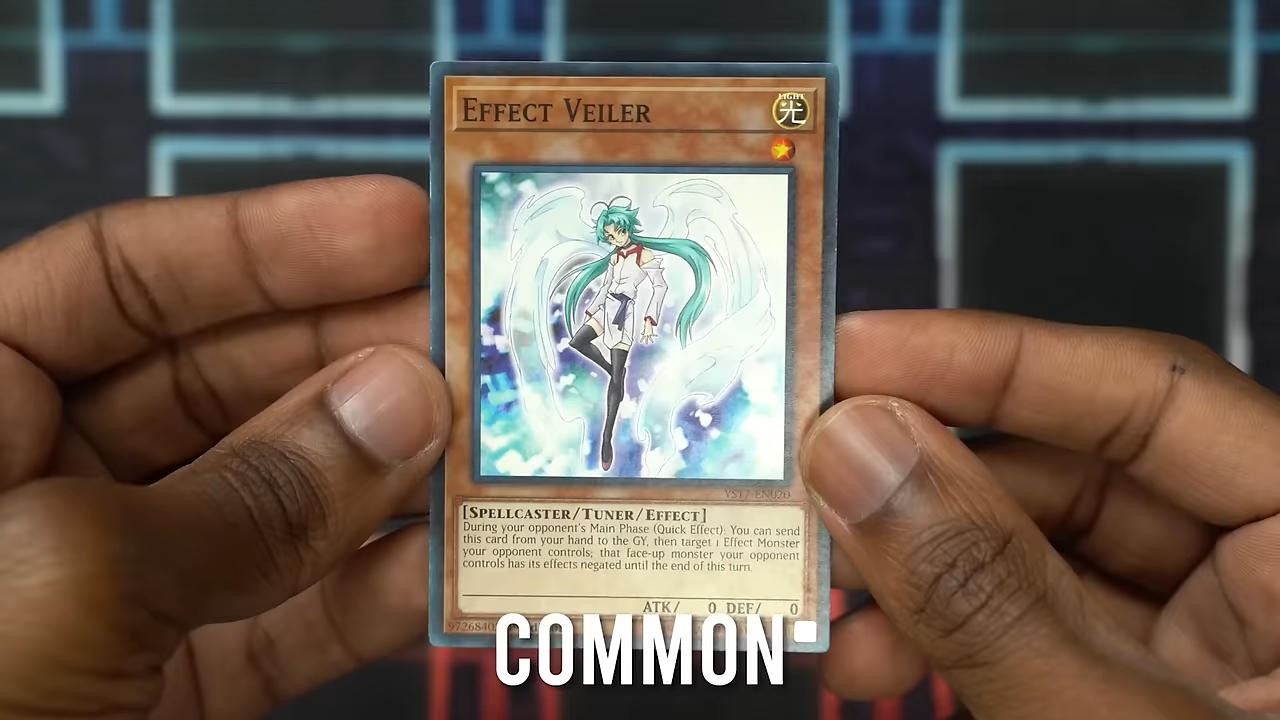 EFFECT VEILER
LIGHT
光
YS17-EN020
[SPELLCASTER/TUNER/EFFECT]
During your opponent's Main Phase (Quick Effect): You can send
this card from your hand to the GY, then target 1 Effect Monster
your opponent controls; that face-up monster your opponent
controls has its effects negated until the end of this turn.
ATK/ 0 DEF/ 0
COMMON